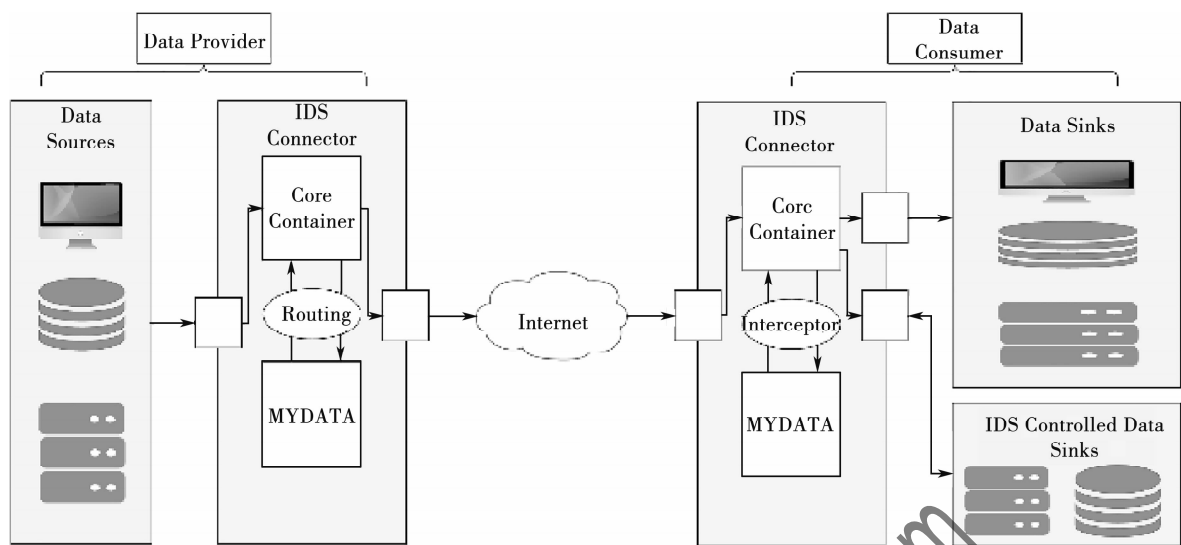 Data Provider
Data
Consumer
Data
Sources
IDS
Connector
Core
Container
Routing
MYDATA
Internet
IDS
Connector
Corc
Container
Interceptor
MYDATA
Data Sinks
IDS Controlled Data
Sinks
m